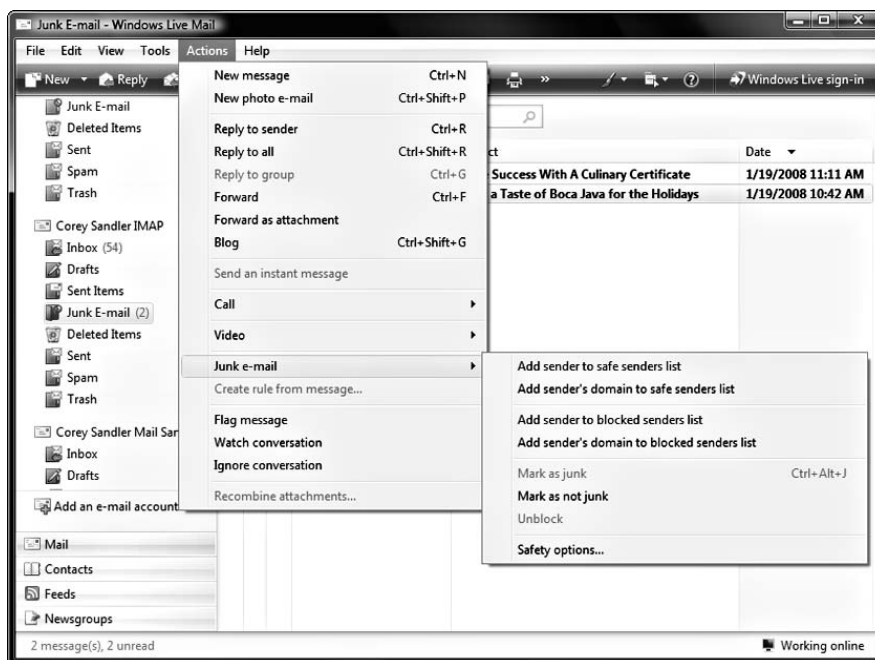 Junk E-mail - Windows Live Mail
File Edit View Tools Actions Help
New Reply » Windows Live sign-in
Junk E-mail
Deleted Items
Sent
Spam
Trash
Corey Sandler IMAP
Inbox (54)
Drafts
Sent Items
Junk E-mail (2)
Deleted Items
Sent
Spam
Trash
Corey Sandler Mail Sar
Inbox
Drafts
Add an e-mail account
Mail
Contacts
Feeds
Newsgroups
2 message(s), 2 unread
New message Ctrl+N
New photo e-mail Ctrl+Shift+P
Reply to sender Ctrl+R
Reply to all Ctrl+Shift+R
Reply to group Ctrl+G
Forward Ctrl+F
Forward as attachment
Blog Ctrl+Shift+G
Send an instant message
Call
Video
Junk e-mail
Create rule from message...
Flag message
Watch conversation
Ignore conversation
Recombine attachments...
ct Date
Success With A Culinary Certificate 1/19/2008 11:11 AM
a Taste of Boca Java for the Holidays 1/19/2008 10:42 AM
Add sender to safe senders list
Add sender's domain to safe senders list
Add sender to blocked senders list
Add sender's domain to blocked senders list
Mark as junk Ctrl+Alt+J
Mark as not junk
Unblock
Safety options...
Working online